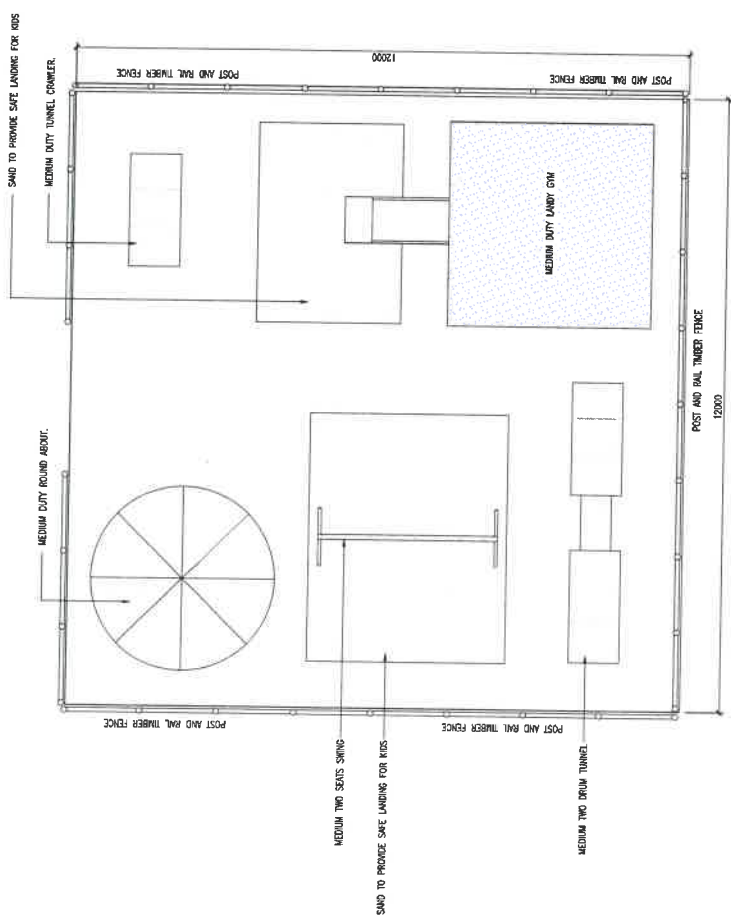 SAND TO PROVIDE SAFE LANDING FOR KIDS
MEDIUM DUTY TUNNEL CRAWLER.
12000
POST AND RAIL TIMBER FENCE
POST AND RAIL TIMBER FENCE
MEDIUM DUTY LANDY GYM
POST AND RAIL TIMBER FENCE
12000
MEDIUM DUTY ROUND ABOUT.
POST AND RAIL TIMBER FENCE
POST AND RAIL TIMBER FENCE
MEDIUM TWO SEATS SWING
SAND TO PROVIDE SAFE LANDING FOR KIDS
MEDIUM TWO DRUM TUNNEL